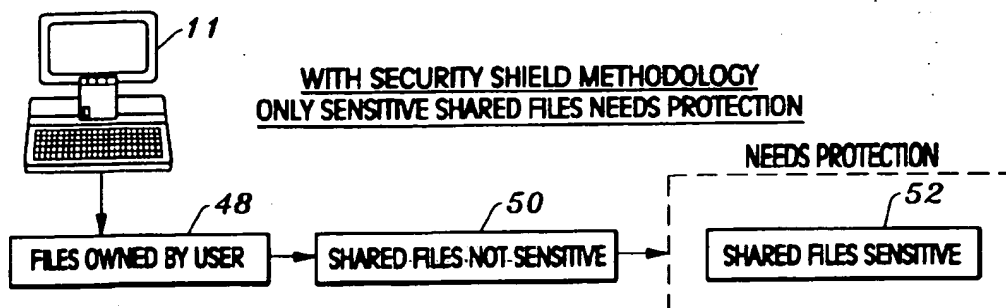 11
WITH SECURITY SHIELD METHODOLOGY
ONLY SENSITIVE SHARED FILES NEEDS PROTECTION
NEEDS PROTECTION
48
50
52
FILES OWNED BY USER
SHARED FILES NOT SENSITIVE
SHARED FILES SENSITIVE